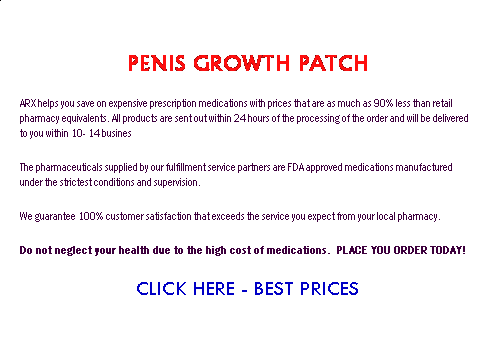 PENIS GROWTH PATCH
ARXhelps you save on expensive prescription medications with prices that are as much as 90% less than retail
pharmacy equivalents. All products are sent out within 24 hours of the processing of the order and will be delivered
to you within 10- 14 busines
The pharmaceuticals supplied by our fulfillment service partners are FDA approved medications manufactured
under the strictest conditions and supervision.
We guarantee 100% customer satisfaction that exceeds the service you expect from your local pharmacy.
Do not neglect your health due to the high cost of medications. PLACE YOU ORDER TODAY!
CLICK HERE - BEST PRICES